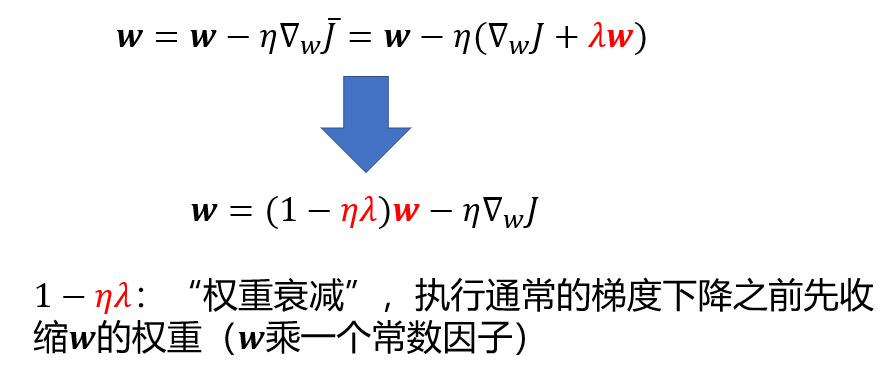 w = w − η∇_w J̄ = w − η(∇_w J + λw)
w = (1 − ηλ)w − η∇_w J
1 − ηλ：“权重衰减”，执行通常的梯度下降之前先收
缩w的权重（w乘一个常数因子）